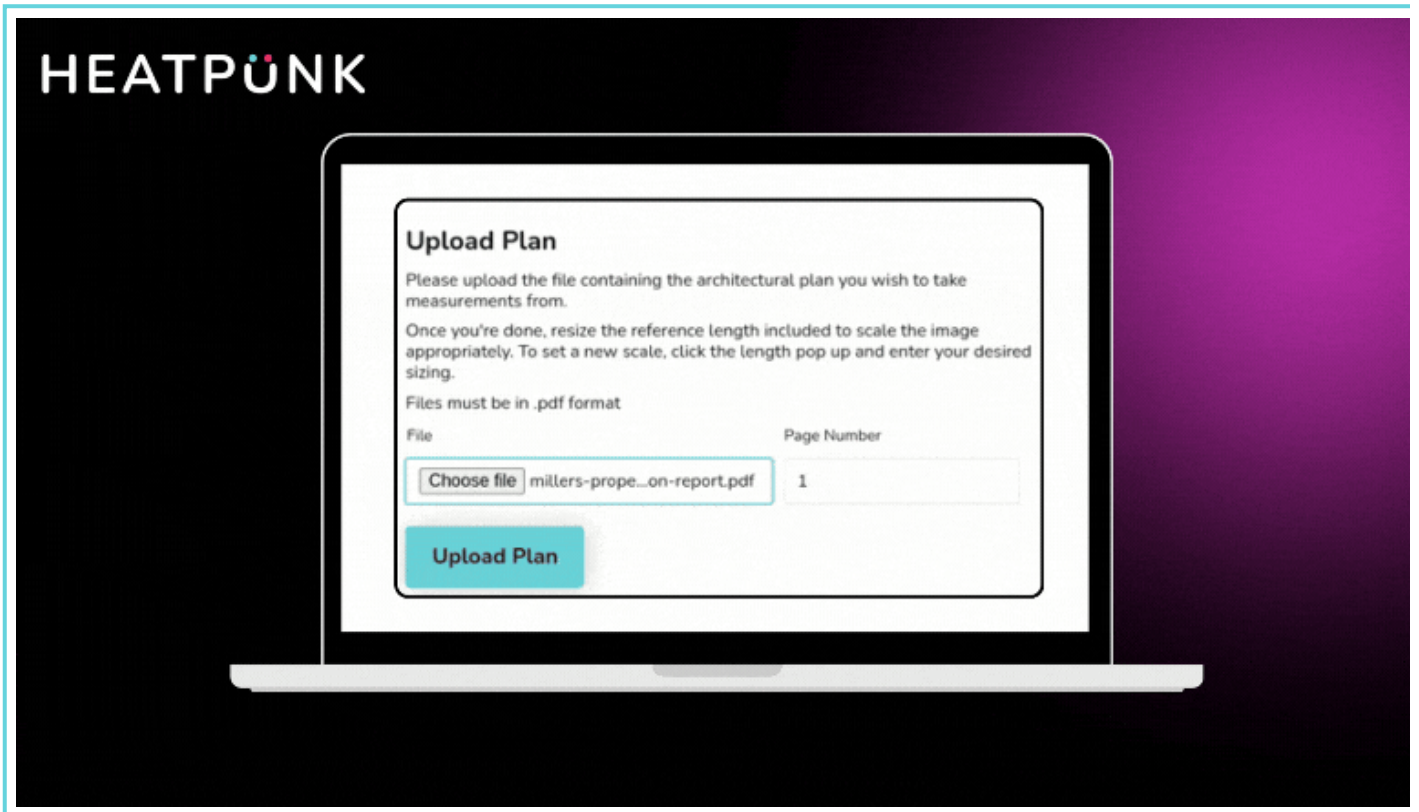 HEATPÜNK
Upload Plan
Please upload the file containing the architectural plan you wish to take
measurements from.
Once you're done, resize the reference length included to scale the image
appropriately. To set a new scale, click the length pop up and enter your desired
sizing.
Files must be in .pdf format
File
Page Number
Choose file millers-prope...on-report.pdf
1
Upload Plan